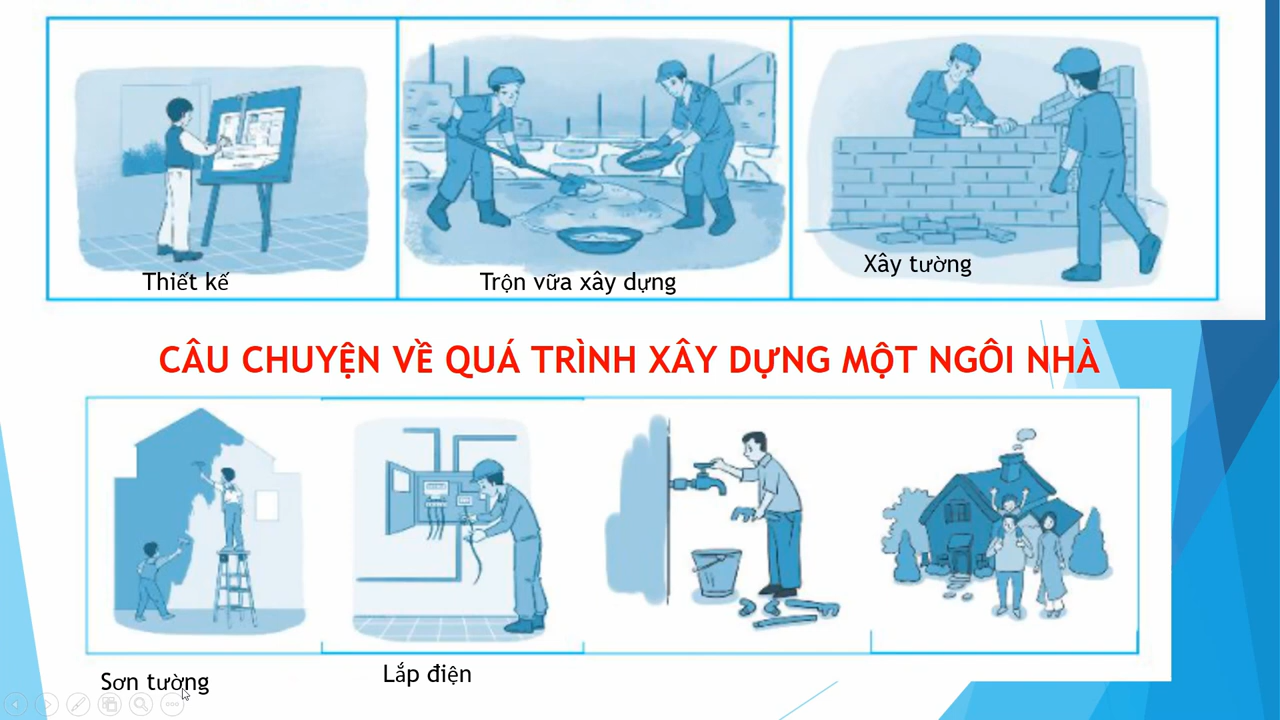 Thiết kế
Trộn vữa xây dựng
Xây tường
CÂU CHUYỆN VỀ QUÁ TRÌNH XÂY DỰNG MỘT NGÔI NHÀ
Sơn tường
Lắp điện